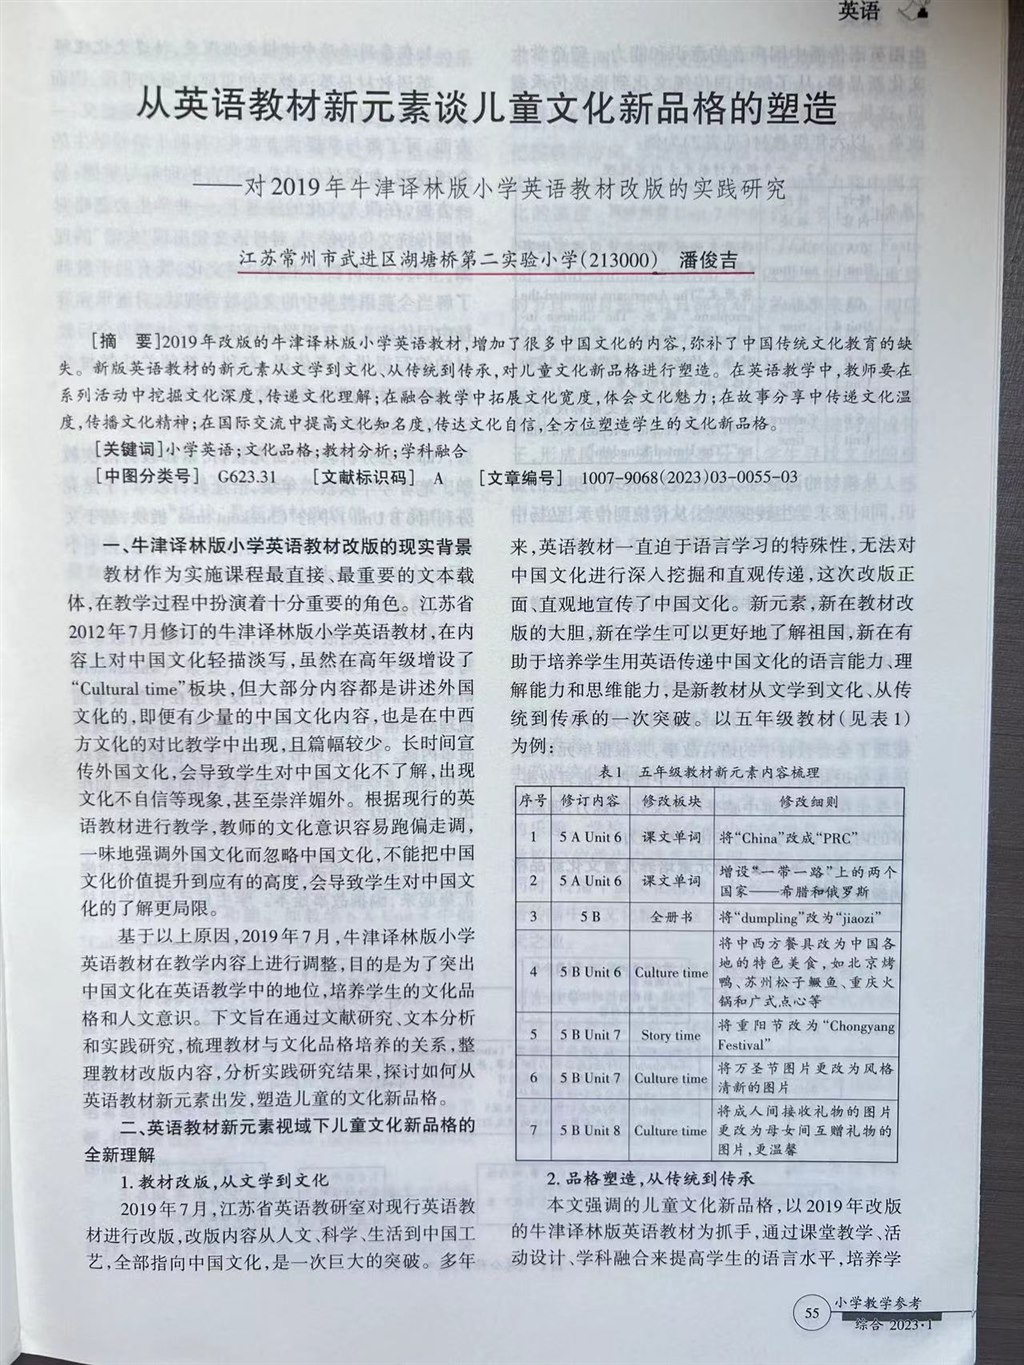 英语
从英语教材新元素谈儿童文化新品格的塑造
——对2019年牛津译林版小学英语教材改版的实践研究
江苏常州市武进区湖塘桥第二实验小学(213000) 潘俊吉
[摘 要]2019年改版的牛津译林版小学英语教材,增加了很多中国文化的内容,弥补了中国传统文化教育的缺
失。新版英语教材的新元素从文学到文化、从传统到传承,对儿童文化新品格进行塑造。在英语教学中,教师要在
系列活动中挖掘文化深度,传递文化理解;在融合教学中拓展文化宽度,体会文化魅力;在故事分享中传递文化温
度,传播文化精神;在国际交流中提高文化知名度,传达文化自信,全方位塑造学生的文化新品格。
[关键词]小学英语;文化品格;教材分析;学科融合
[中图分类号] G623.31 [文献标识码] A [文章编号] 1007-9068(2023)03-0055-03
一、牛津译林版小学英语教材改版的现实背景
教材作为实施课程最直接、最重要的文本载
体,在教学过程中扮演着十分重要的角色。江苏省
2012年7月修订的牛津译林版小学英语教材,在内
容上对中国文化轻描淡写,虽然在高年级增设了
“Cultural time”板块,但大部分内容都是讲述外国
文化的,即便有少量的中国文化内容,也是在中西
方文化的对比教学中出现,且篇幅较少。长时间宣
传外国文化,会导致学生对中国文化不了解,出现
文化不自信等现象,甚至崇洋媚外。根据现行的英
语教材进行教学,教师的文化意识容易跑偏走调,
一味地强调外国文化而忽略中国文化,不能把中国
文化价值提升到应有的高度,会导致学生对中国文
化的了解更局限。
基于以上原因,2019年7月,牛津译林版小学
英语教材在教学内容上进行调整,目的是为了突出
中国文化在英语教学中的地位,培养学生的文化品
格和人文意识。下文旨在通过文献研究、文本分析
和实践研究,梳理教材与文化品格培养的关系,整
理教材改版内容,分析实践研究结果,探讨如何从
英语教材新元素出发,塑造儿童的文化新品格。
二、英语教材新元素视域下儿童文化新品格的
全新理解
1. 教材改版,从文学到文化
2019年7月,江苏省英语教研室对现行英语教
材进行改版,改版内容从人文、科学、生活到中国工
艺,全部指向中国文化,是一次巨大的突破。多年
来,英语教材一直迫于语言学习的特殊性,无法对
中国文化进行深入挖掘和直观传递,这次改版正
面、直观地宣传了中国文化。新元素,新在教材改
版的大胆,新在学生可以更好地了解祖国,新在有
助于培养学生用英语传递中国文化的语言能力、理
解能力和思维能力,是新教材从文学到文化、从传
统到传承的一次突破。以五年级教材(见表1)
为例:
表1 五年级教材新元素内容梳理
序号 修订内容 修改板块 修改细则
1 5 A Unit 6 课文单词 将“China”改成“PRC”
2 5 A Unit 6 课文单词 增设“一带一路”上的两个
国家——希腊和俄罗斯
3 5 B 全册书 将“dumpling”改为“jiaozi”
4 5 B Unit 6 Culture time 将中西方餐具改为中国各
地的特色美食,如北京烤
鸭、苏州松子鳜鱼、重庆火
锅和广式点心等
5 5 B Unit 7 Story time 将重阳节改为“Chongyang
Festival”
6 5 B Unit 7 Culture time 将万圣节图片更改为风格
清新的图片
7 5 B Unit 8 Culture time 将成人间接收礼物的图片
更改为母女间互赠礼物的
图片,更温馨
2. 品格塑造,从传统到传承
本文强调的儿童文化新品格,以2019年改版
的牛津译林版英语教材为抓手,通过课堂教学、活
动设计、学科融合来提高学生的语言水平,培养学
55
小学教学参考
综合 2023·1